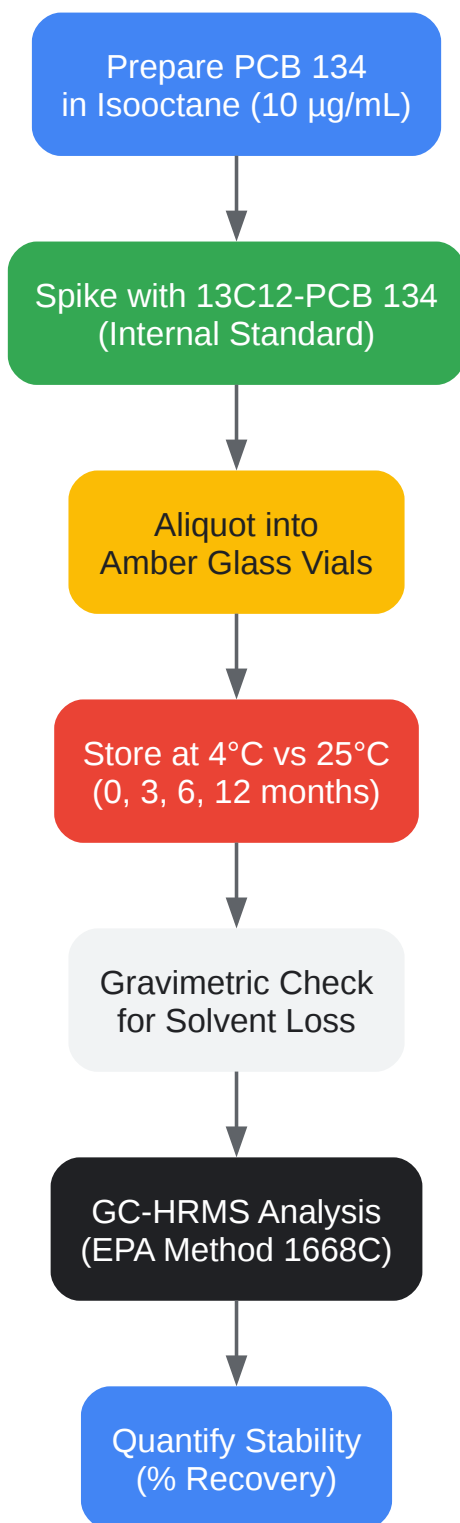 Prepare PCB 134
in Isooctane (10 µg/mL)
Spike with 13C12-PCB 134
(Internal Standard)
Aliquot into
Amber Glass Vials
Store at 4°C vs 25°C
(0, 3, 6, 12 months)
Gravimetric Check
for Solvent Loss
GC-HRMS Analysis
(EPA Method 1668C)
Quantify Stability
(% Recovery)